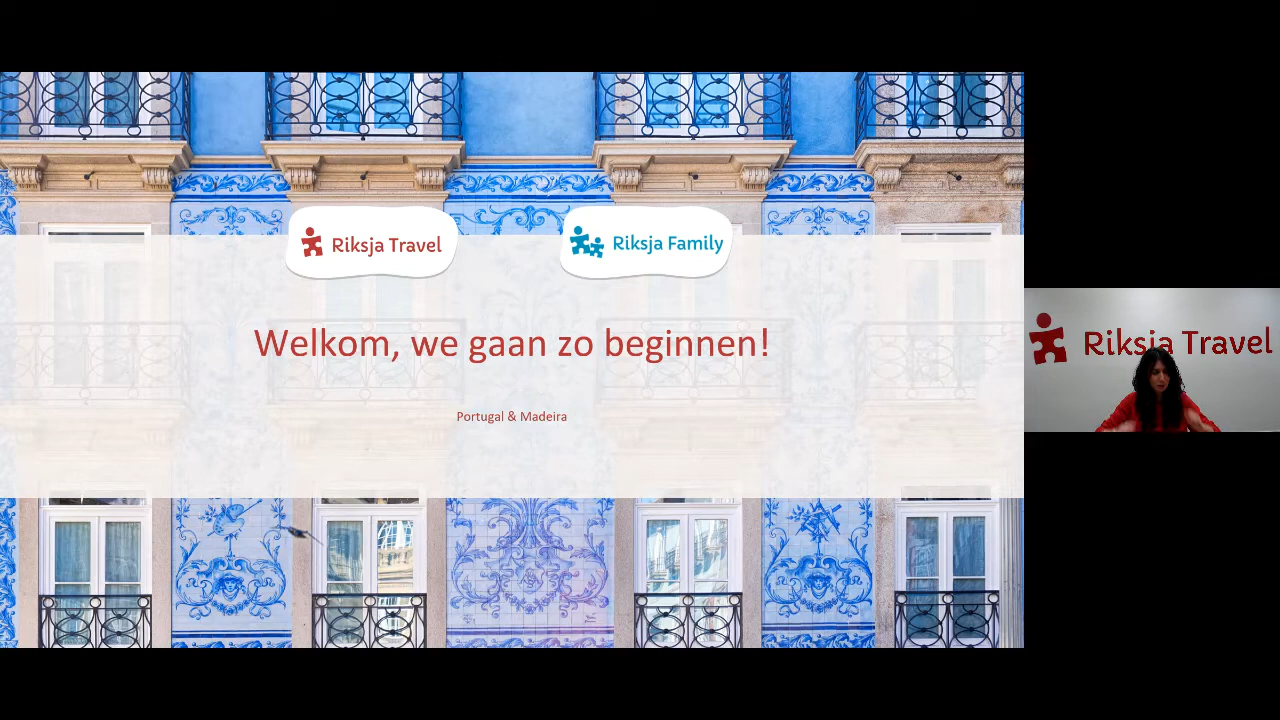 Riksja Travel
Riksja Family
Welkom, we gaan zo beginnen!
Portugal & Madeira
Riksja Travel